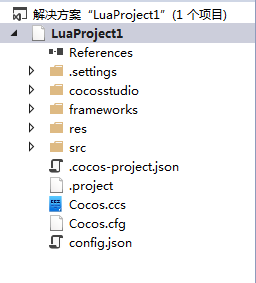 解决方案“LuaProject1”(1 个项目)
LuaProject1
References
.settings
cocosstudio
frameworks
res
src
.cocos-project.json
.project
Cocos.ccs
Cocos.cfg
config.json